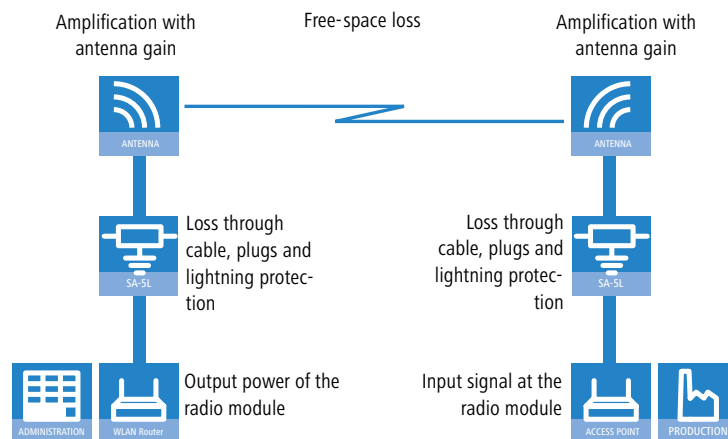 Amplification with
antenna gain
Free-space loss
Amplification with
antenna gain
ANTENNA
ANTENNA
Loss through
cable, plugs and
lightning protec-
tion
SA-5L
Loss through
cable, plugs and
lightning protec-
tion
SA-5L
Output power of the
radio module
Input signal at the
radio module
ADMINISTRATION
WLAN Router
ACCESS POINT
PRODUCTION